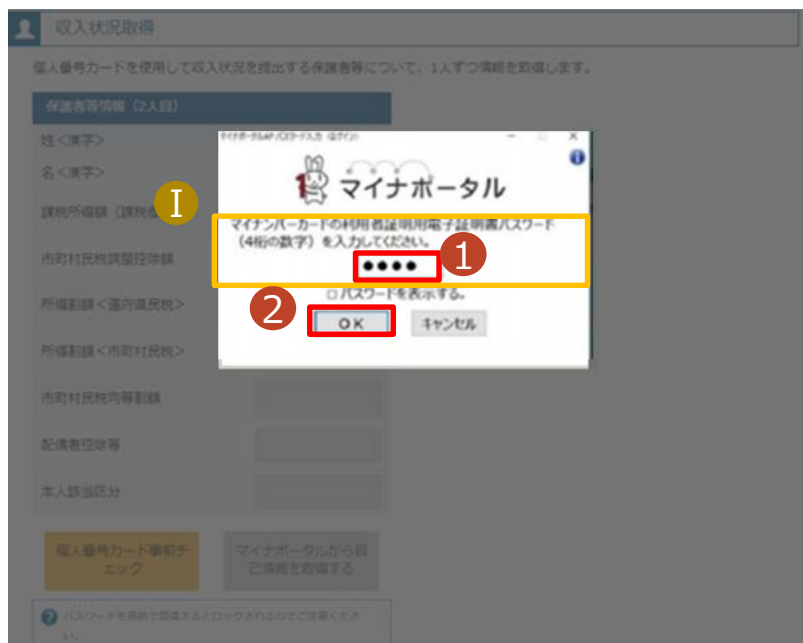 収入状況取得
個人番号カードを使用して収入状況を提出する保護者等について、1人ずつ情報を取得します。
保護者等情報（2人目）
姓＜漢字＞
名＜漢字＞
課税所得額（課税
市町村民税調整控除額
所得割額＜道府県民税＞
所得割額＜市町村民税＞
市町村民税均等割額
配偶者控除等
本人該当区分
I
マイナポータル
マイナンバーカードの利用者証明用電子証明書パスワード
（4桁の数字）を入力してください。
●●●●
1
□パスワードを表示する。
2
OK
キャンセル
個人番号カード事前チ
ェック
マイナポータルから自
己情報を取得する
パスワードを連続で間違えるとロックされるのでご注意くださ
い。